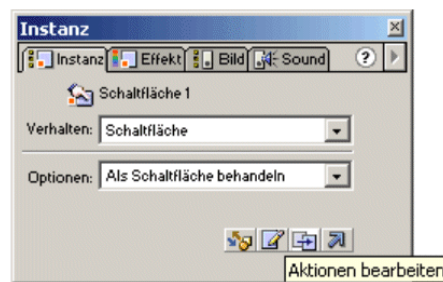 Instanz
Instanz Effekt Bild Sound ?
Schaltfläche 1
Verhalten: Schaltfläche
Optionen: Als Schaltfläche behandeln
Aktionen bearbeiten